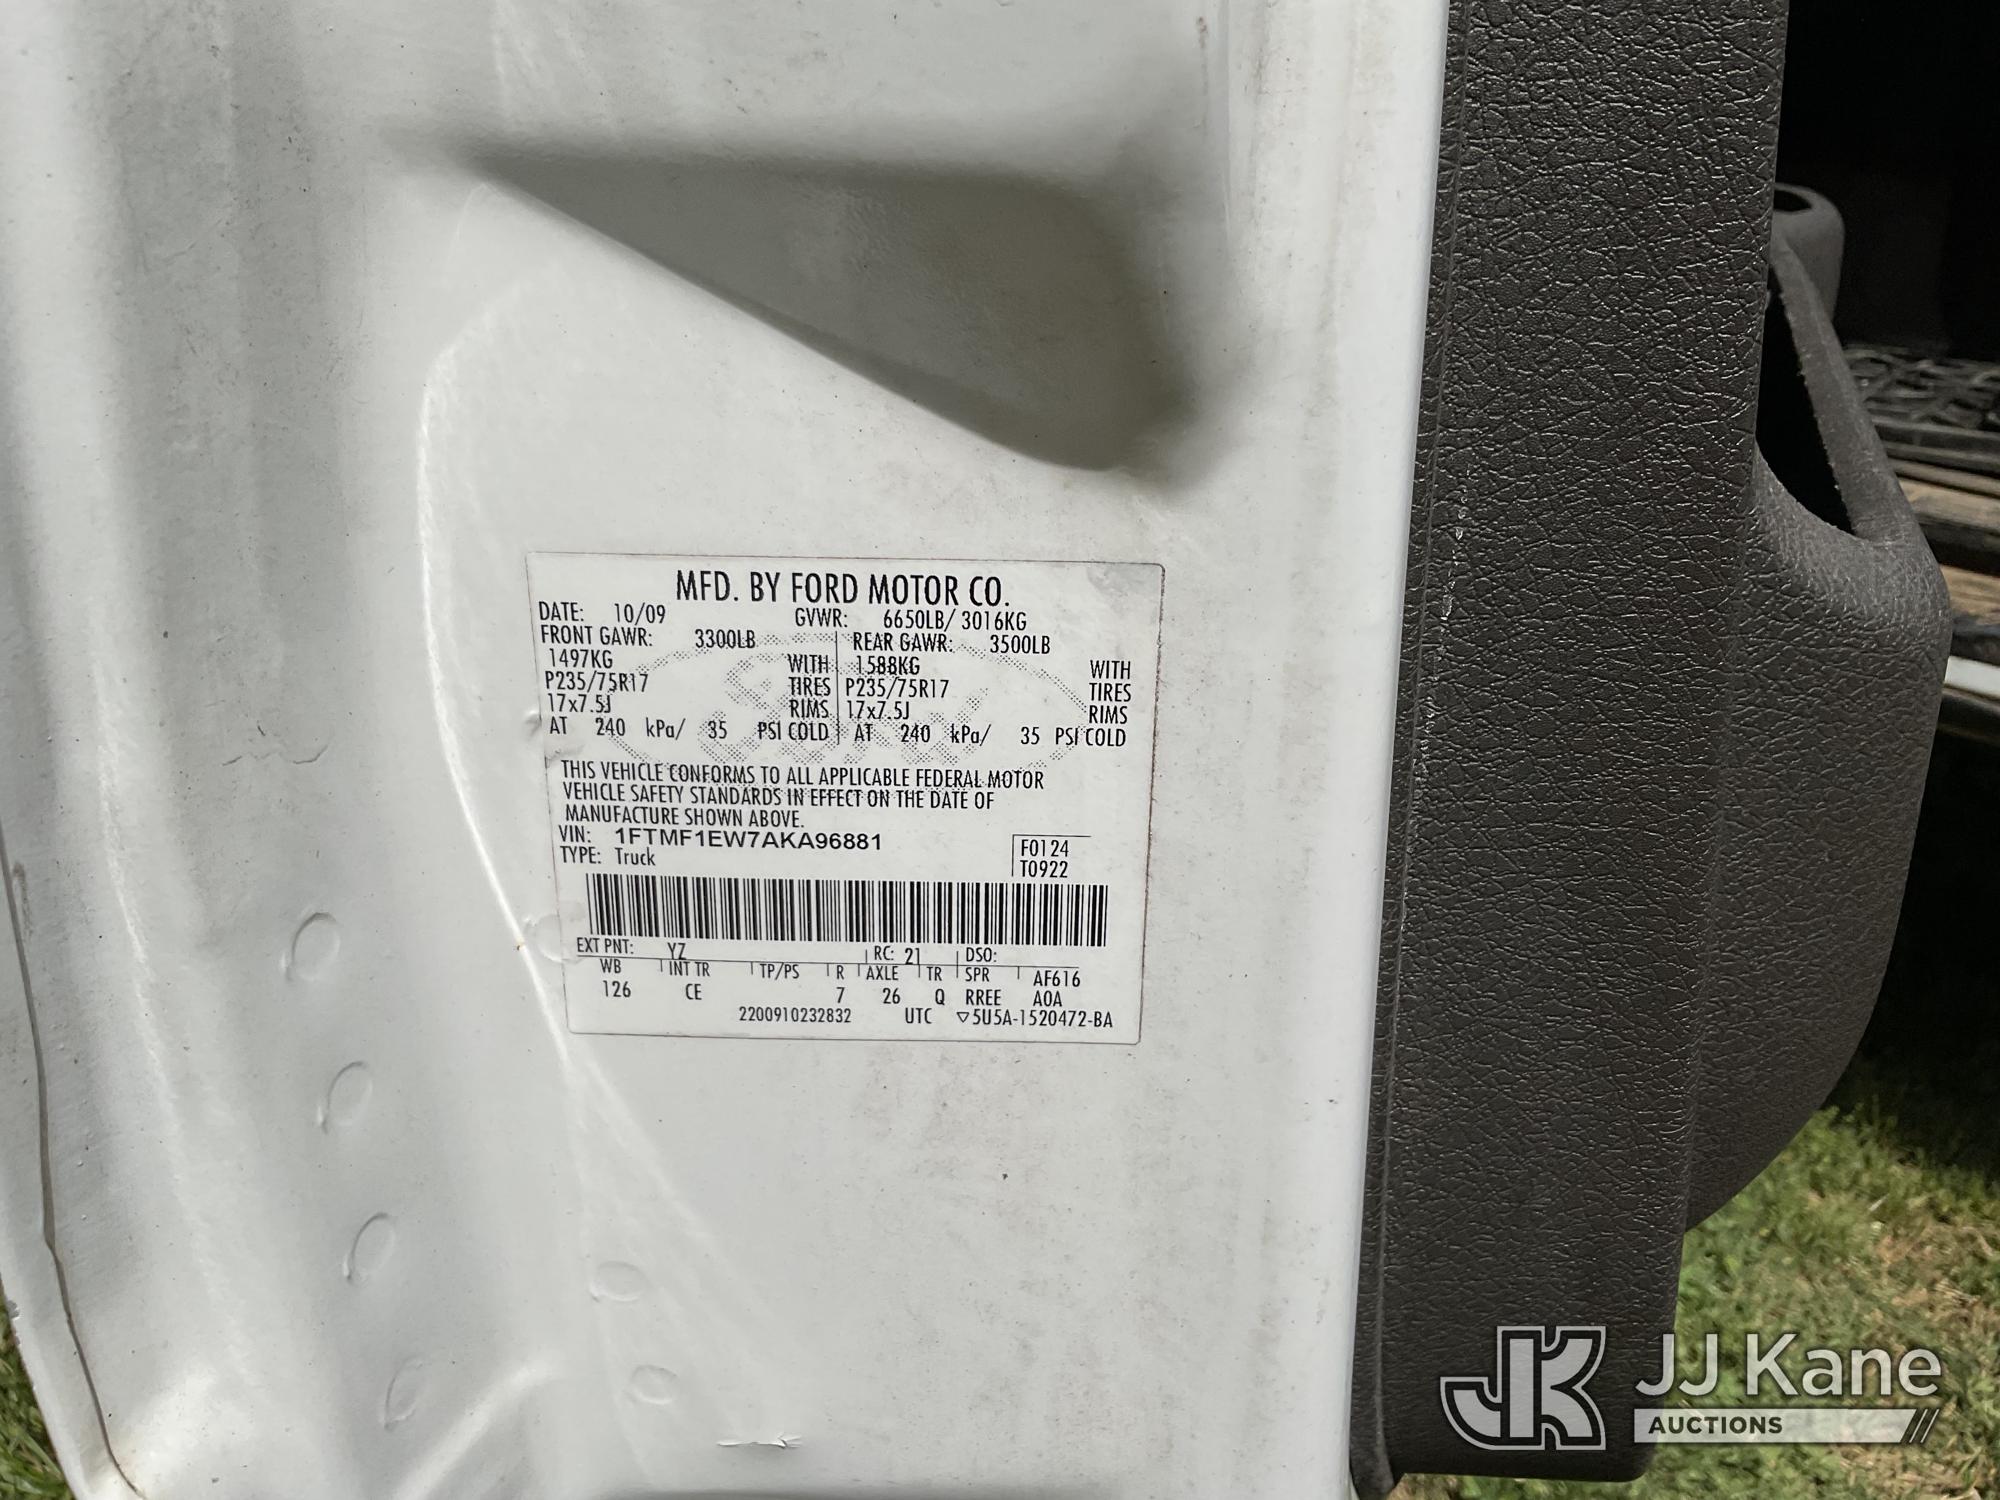 MFD. BY FORD MOTOR CO.
DATE: 10/09 GVWR: 6650LB/ 3016KG
FRONT GAWR: 3300LB REAR GAWR: 3500LB
1497KG WITH 1588KG WITH
P235/75R17 TIRES P235/75R17 TIRES
17x7.5J RIMS 17x7.5J RIMS
AT 240 kPa/ 35 PSI COLD AT 240 kPa/ 35 PSI COLD
THIS VEHICLE CONFORMS TO ALL APPLICABLE FEDERAL MOTOR
VEHICLE SAFETY STANDARDS IN EFFECT ON THE DATE OF
MANUFACTURE SHOWN ABOVE.
VIN: 1FTMF1EW7AKA96881 F0124
TYPE: Truck T0922
EXT PNT: YZ RC: 21 DSO:
WB INT TR TP/PS R AXLE TR SPR AF616
126 CE 7 26 Q RREE AOA
2200910232832 UTC ▽5U5A-1520472-BA
JK JJ Kane
AUCTIONS